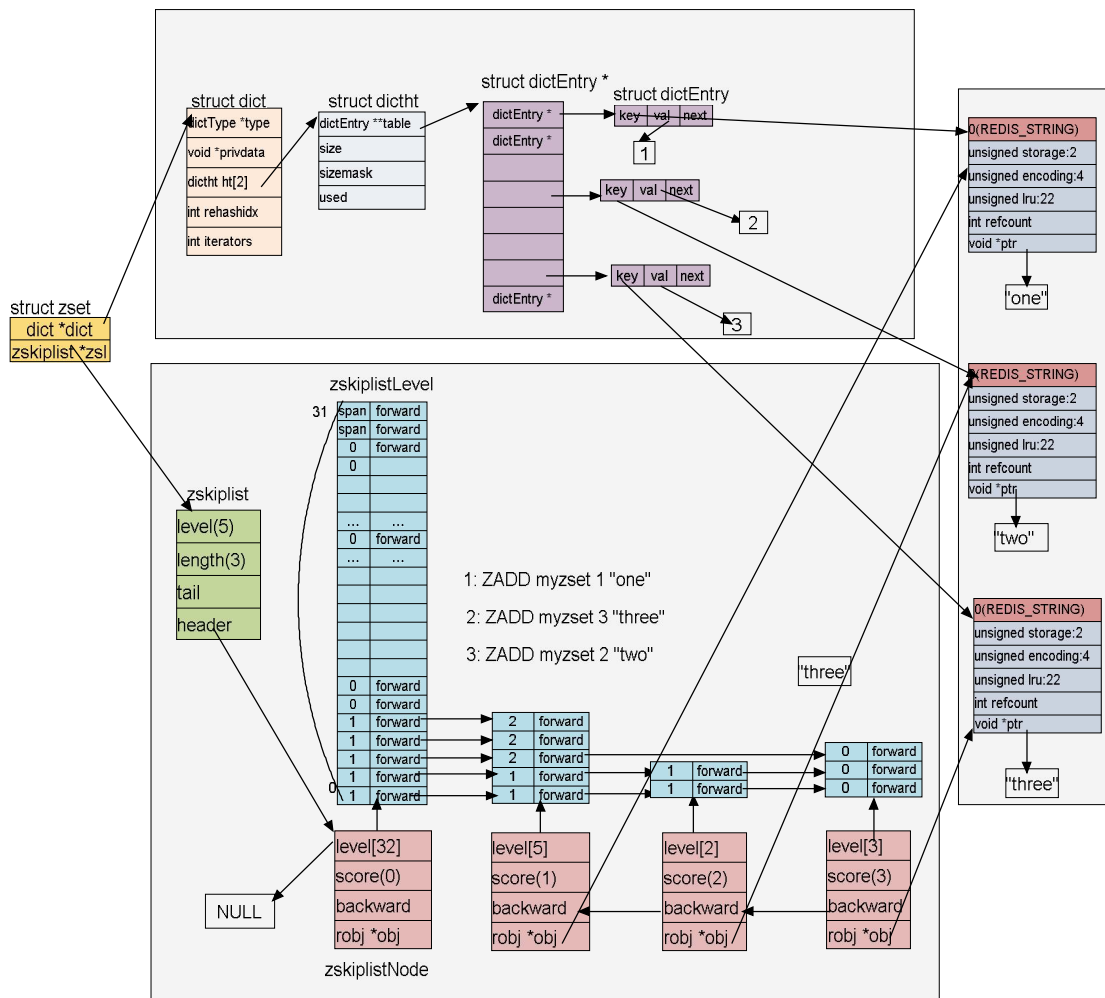 struct zset
dict *dict
zskiplist *zsl
struct dict
dictType *type
void *privdata
dictht ht[2]
int rehashidx
int iterators
struct dictht
dictEntry **table
size
sizemask
used
struct dictEntry *
dictEntry *
dictEntry *
dictEntry *
struct dictEntry
key val next
1
key val next
2
key val next
3
0(REDIS_STRING)
unsigned storage:2
unsigned encoding:4
unsigned lru:22
int refcount
void *ptr
"one"
0(REDIS_STRING)
unsigned storage:2
unsigned encoding:4
unsigned lru:22
int refcount
void *ptr
"two"
0(REDIS_STRING)
unsigned storage:2
unsigned encoding:4
unsigned lru:22
int refcount
void *ptr
"three"
zskiplist
level(5)
length(3)
tail
header
zskiplistLevel
31
span forward
span forward
0 forward
0
... ...
0 forward
... ...
0 forward
0 forward
1 forward
1 forward
1 forward
1 forward
0
1 forward
1: ZADD myzset 1 "one"
2: ZADD myzset 3 "three"
3: ZADD myzset 2 "two"
"three"
2 forward
2 forward
2 forward
1 forward
1 forward
1 forward
1 forward
0 forward
0 forward
0 forward
NULL
level[32]
score(0)
backward
robj *obj
zskiplistNode
level[5]
score(1)
backward
robj *obj
level[2]
score(2)
backward
robj *obj
level[3]
score(3)
backward
robj *obj